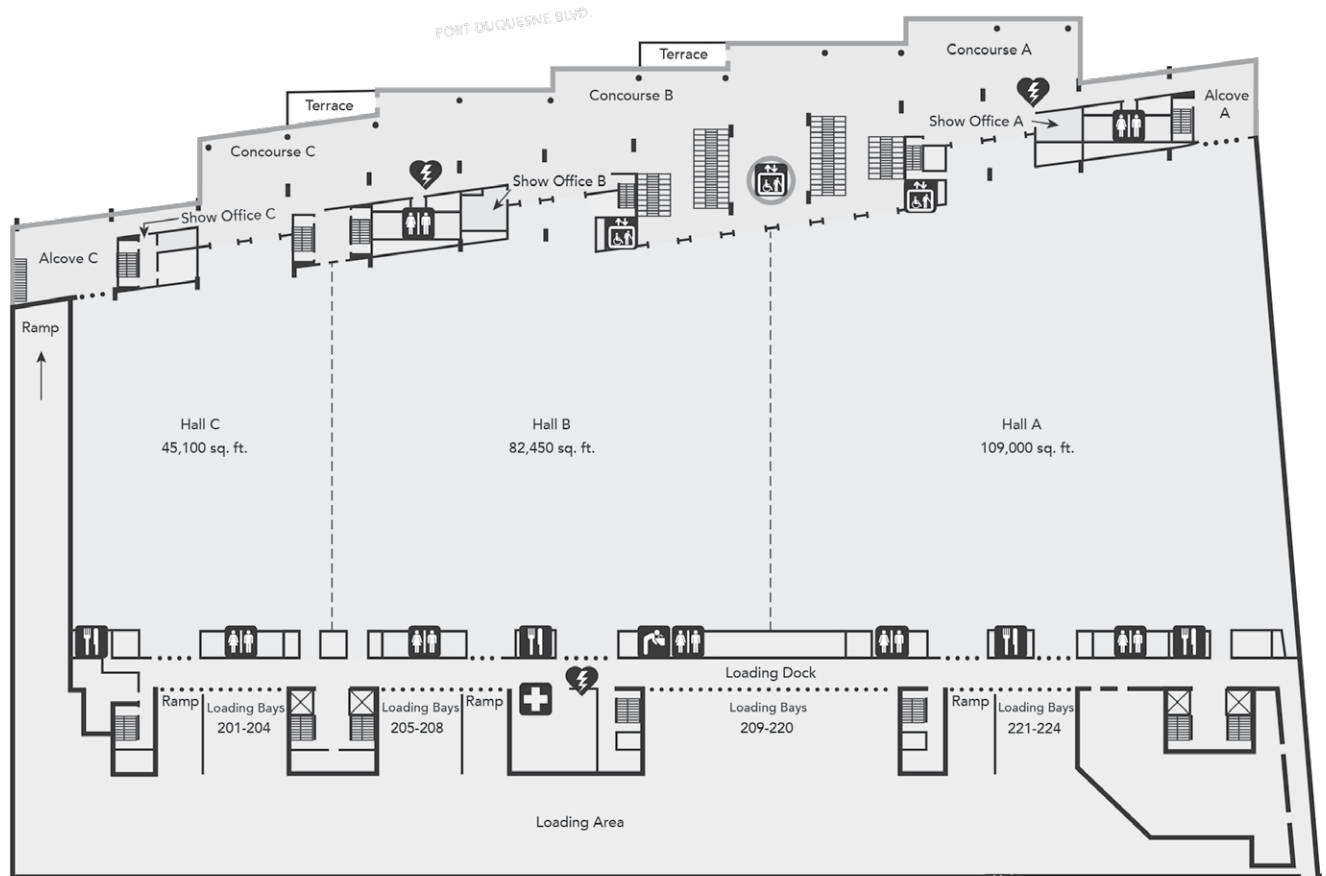 FORT DUQUESNE BLVD.
Concourse A
Terrace
Concourse B
Alcove
A
Terrace
Show Office A
Concourse C
Show Office B
Show Office C
Alcove C
Ramp
Hall C
45,100 sq. ft.
Hall B
82,450 sq. ft.
Hall A
109,000 sq. ft.
Loading Dock
Ramp
Loading Bays
201-204
Loading Bays
205-208
Ramp
Loading Bays
209-220
Ramp
Loading Bays
221-224
Loading Area